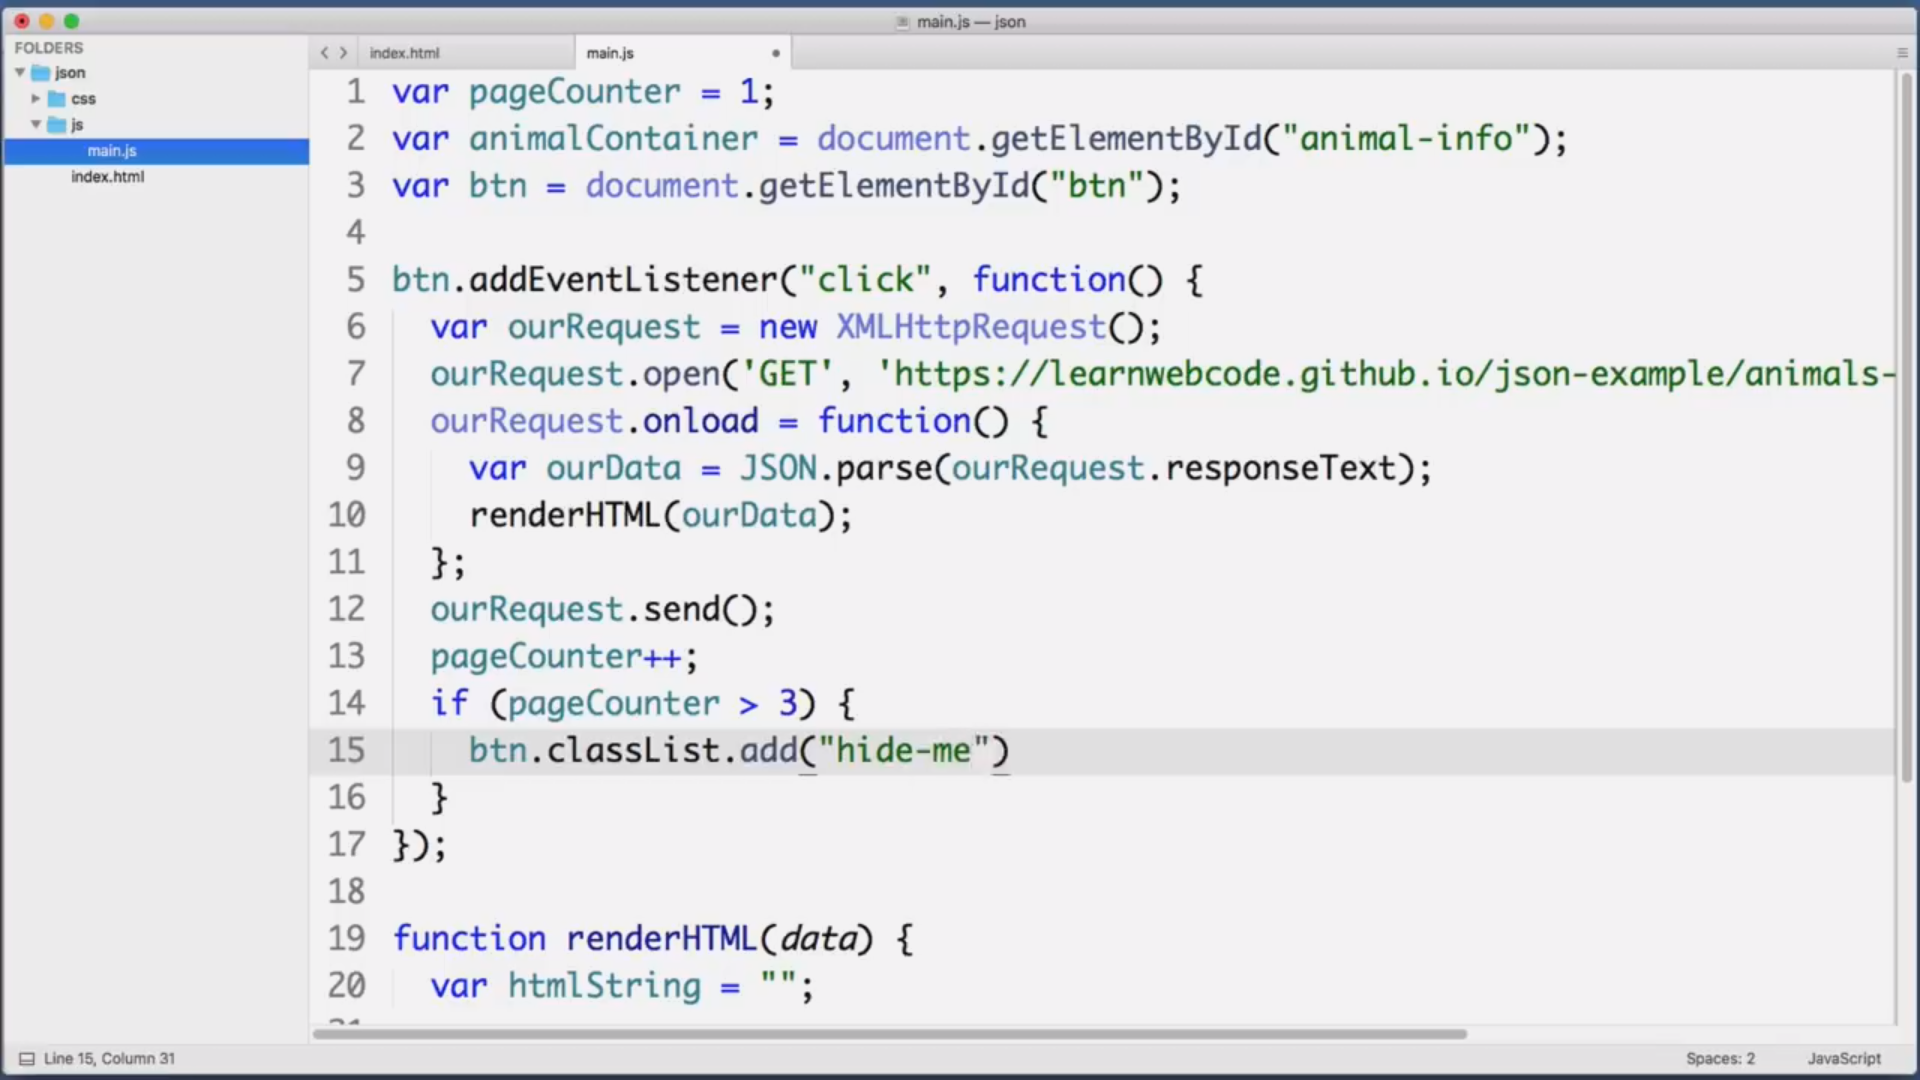 main.js — json
FOLDERS
json
css
js
main.js
index.html
index.html
main.js
1 var pageCounter = 1;
2 var animalContainer = document.getElementById("animal-info");
3 var btn = document.getElementById("btn");
4
5 btn.addEventListener("click", function() {
6 var ourRequest = new XMLHttpRequest();
7 ourRequest.open('GET', 'https://learnwebcode.github.io/json-example/animals-
8 ourRequest.onload = function() {
9 var ourData = JSON.parse(ourRequest.responseText);
10 renderHTML(ourData);
11 };
12 ourRequest.send();
13 pageCounter++;
14 if (pageCounter > 3) {
15 btn.classList.add("hide-me")
16 }
17 });
18
19 function renderHTML(data) {
20 var htmlString = "";
Line 15, Column 31
Spaces: 2
JavaScript